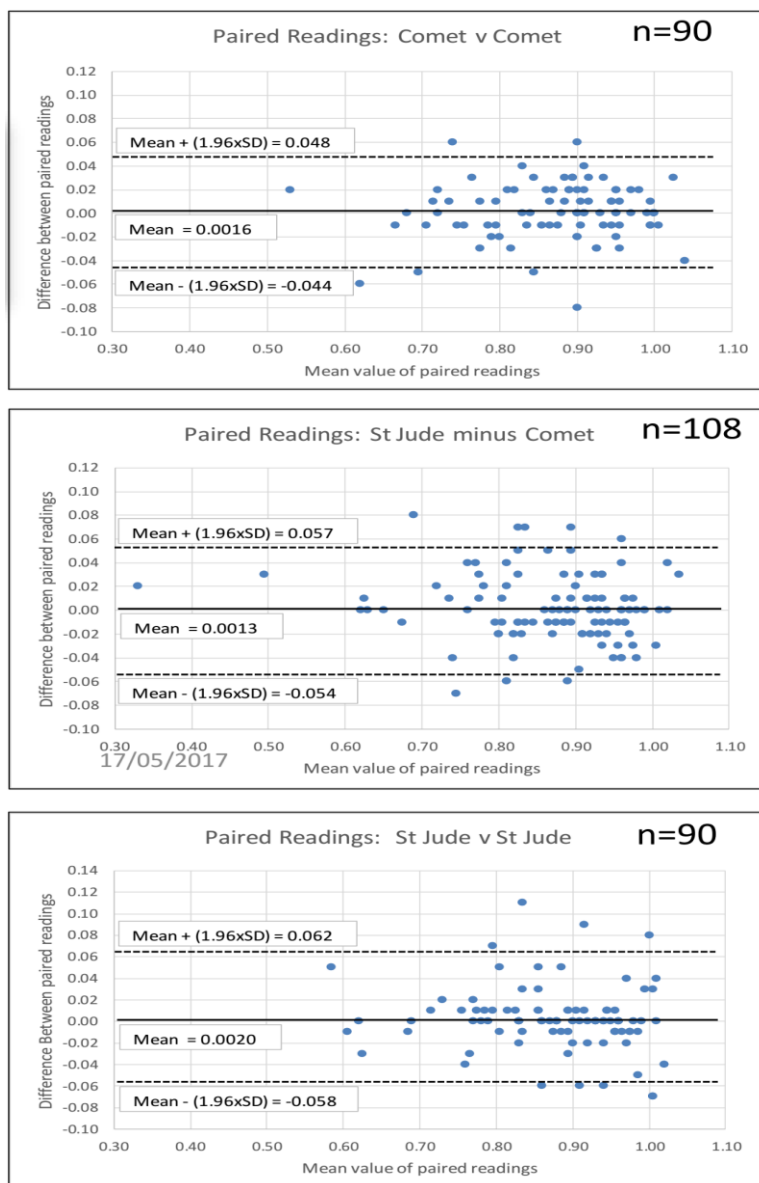 Paired Readings: Comet v Comet
n=90
Difference between paired readings
0.12
0.10
0.08
0.06
0.04
0.02
0.00
-0.02
-0.04
-0.06
-0.08
-0.10
Mean + (1.96xSD) = 0.048
Mean = 0.0016
Mean - (1.96xSD) = -0.044
0.30 0.40 0.50 0.60 0.70 0.80 0.90 1.00 1.10
Mean value of paired readings
Paired Readings: St Jude minus Comet
n=108
Difference between paired readings
0.12
0.10
0.08
0.06
0.04
0.02
0.00
-0.02
-0.04
-0.06
-0.08
-0.10
Mean + (1.96xSD) = 0.057
Mean = 0.0013
Mean - (1.96xSD) = -0.054
0.30 0.40 0.50 0.60 0.70 0.80 0.90 1.00 1.10
17/05/2017
Mean value of paired readings
Paired Readings: St Jude v St Jude
n=90
Difference Between paired readings
0.14
0.12
0.10
0.08
0.06
0.04
0.02
0.00
-0.02
-0.04
-0.06
-0.08
-0.10
Mean + (1.96xSD) = 0.062
Mean = 0.0020
Mean - (1.96xSD) = -0.058
0.30 0.40 0.50 0.60 0.70 0.80 0.90 1.00 1.10
Mean value of paired readings